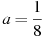 a = 1/8